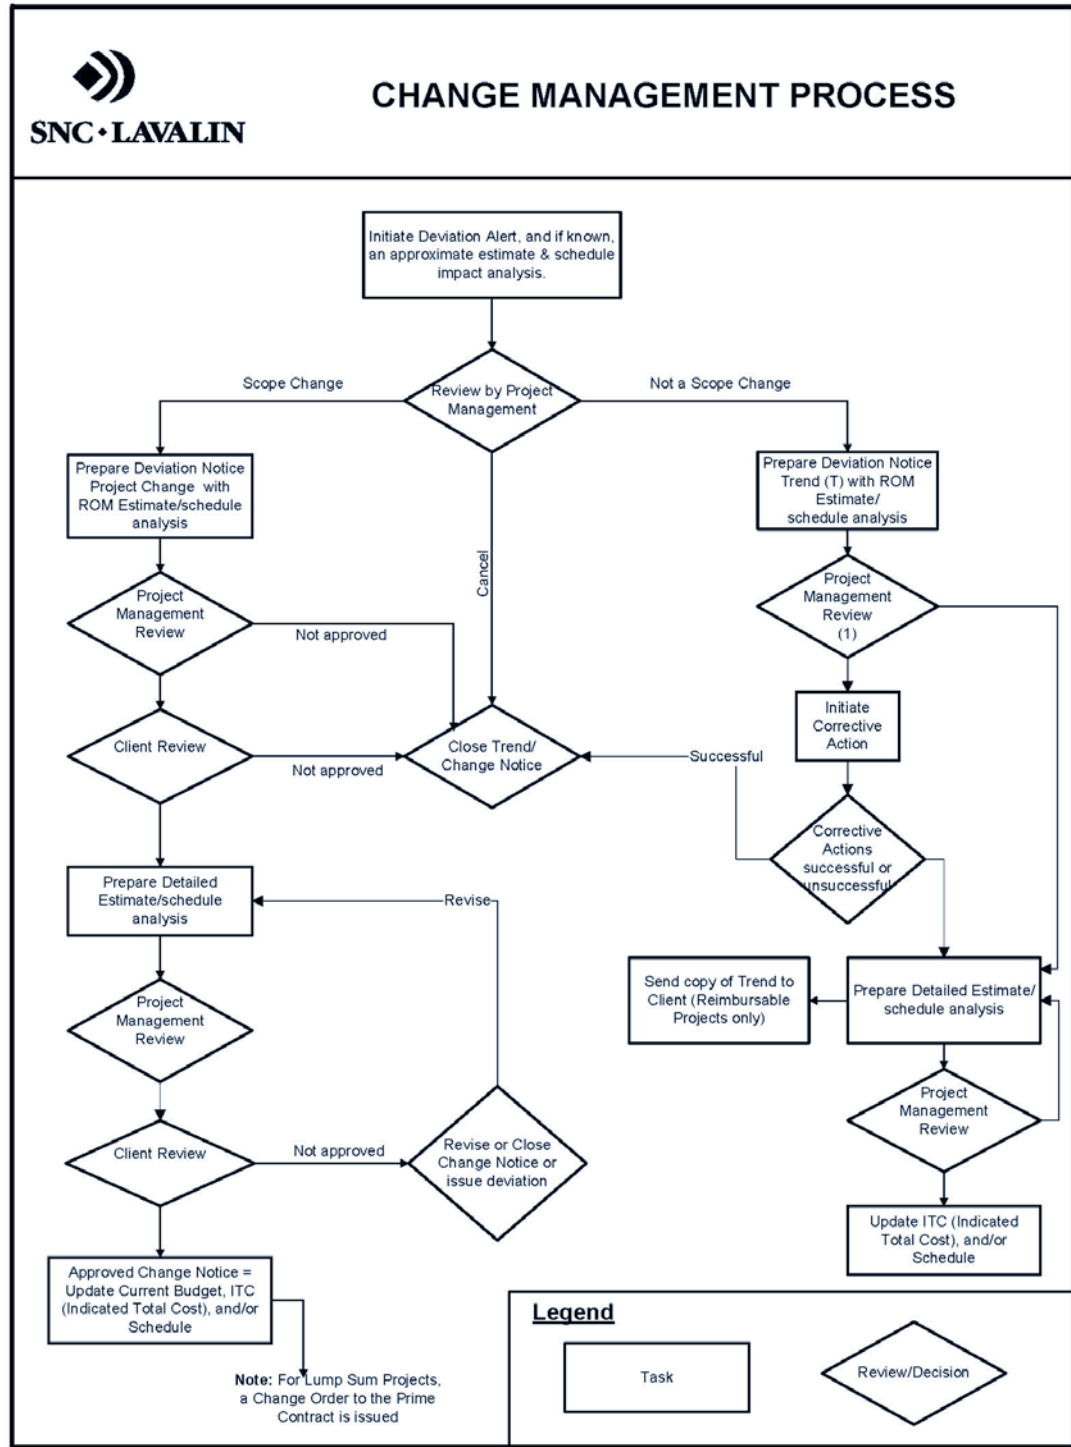 SNC•LAVALIN
CHANGE MANAGEMENT PROCESS
Initiate Deviation Alert, and if known,
an approximate estimate & schedule
impact analysis.
Scope Change
Review by Project
Management
Not a Scope Change
Prepare Deviation Notice
Project Change with
ROM Estimate/schedule
analysis
Prepare Deviation Notice
Trend (T) with ROM
Estimate/
schedule analysis
Cancel
Project
Management
Review
Not approved
Project
Management
Review
(1)
Initiate
Corrective
Action
Client Review
Not approved
Close Trend/
Change Notice
Successful
Corrective
Actions
successful or
unsuccessful
Prepare Detailed
Estimate/schedule
analysis
Revise
Send copy of Trend to
Client (Reimbursable
Projects only)
Prepare Detailed Estimate/
schedule analysis
Project
Management
Review
Project
Management
Review
Client Review
Not approved
Revise or Close
Change Notice or
issue deviation
Update ITC (Indicated
Total Cost), and/or
Schedule
Approved Change Notice =
Update Current Budget, ITC
(Indicated Total Cost), and/or
Schedule
Note: For Lump Sum Projects,
a Change Order to the Prime
Contract is issued
Legend
Task
Review/Decision